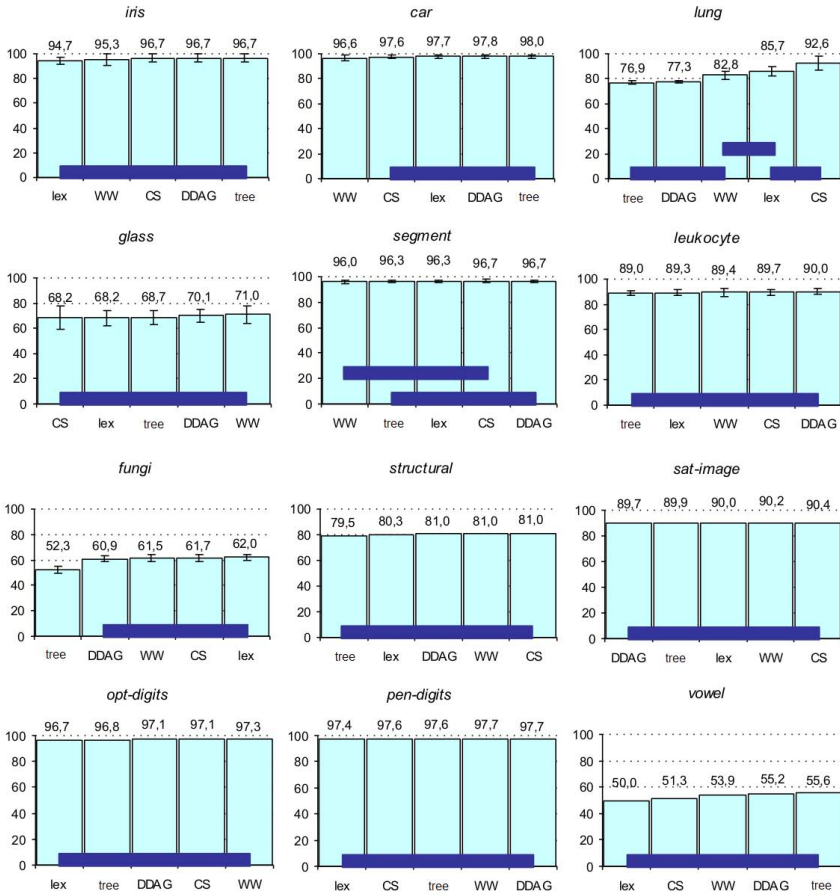 iris
94,7 95,3 96,7 96,7 96,7
100
80
60
40
20
0
lex WW CS DDAG tree
car
96,6 97,6 97,7 97,8 98,0
100
80
60
40
20
0
WW CS lex DDAG tree
lung
76,9 77,3 82,8 85,7 92,6
100
80
60
40
20
0
tree DDAG WW lex CS
glass
68,2 68,2 68,7 70,1 71,0
100
80
60
40
20
0
CS lex tree DDAG WW
segment
96,0 96,3 96,3 96,7 96,7
100
80
60
40
20
0
WW tree lex CS DDAG
leukocyte
89,0 89,3 89,4 89,7 90,0
100
80
60
40
20
0
tree lex WW CS DDAG
fungi
52,3 60,9 61,5 61,7 62,0
100
80
60
40
20
0
tree DDAG WW CS lex
structural
79,5 80,3 81,0 81,0 81,0
100
80
60
40
20
0
tree lex DDAG WW CS
sat-image
89,7 89,9 90,0 90,2 90,4
100
80
60
40
20
0
DDAG tree lex WW CS
opt-digits
96,7 96,8 97,1 97,1 97,3
100
80
60
40
20
0
lex tree DDAG CS WW
pen-digits
97,4 97,6 97,6 97,7 97,7
100
80
60
40
20
0
lex CS tree WW DDAG
vowel
50,0 51,3 53,9 55,2 55,6
100
80
60
40
20
0
lex CS WW DDAG tree